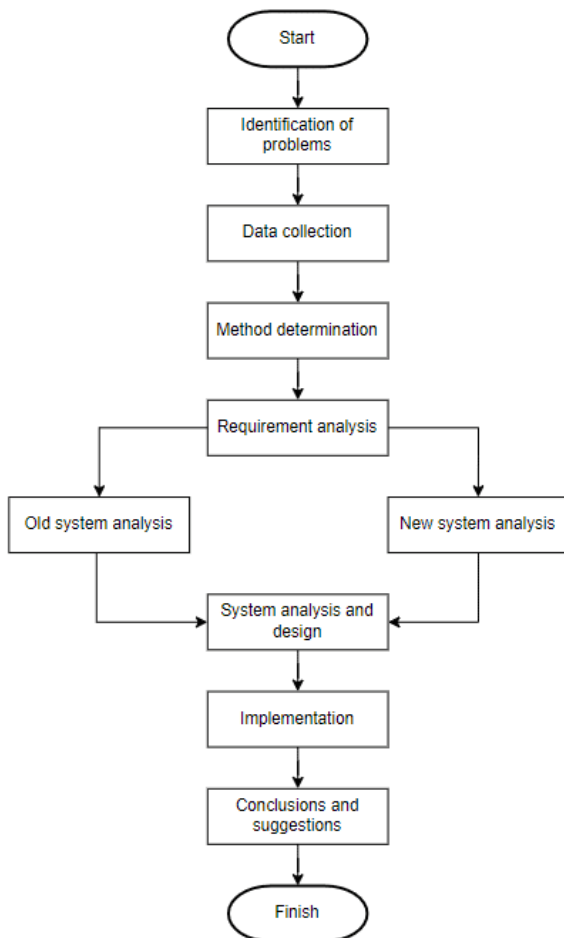 Start
Identification of
problems
Data collection
Method determination
Requirement analysis
Old system analysis
New system analysis
System analysis and
design
Implementation
Conclusions and
suggestions
Finish